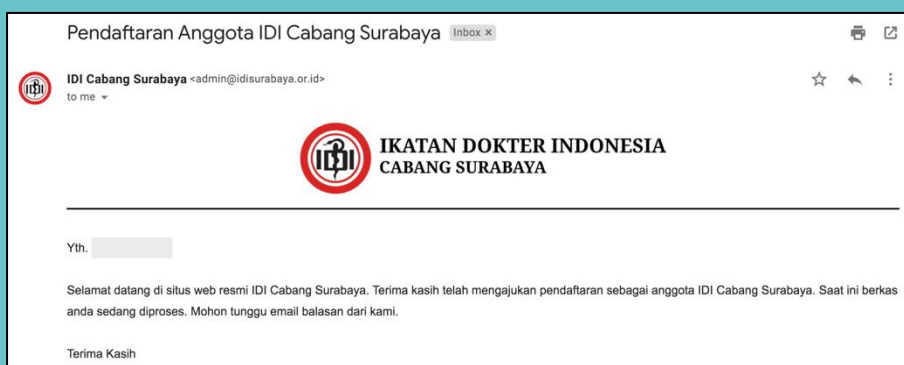 Pendaftaran Anggota IDI Cabang Surabaya Inbox ×
IDI Cabang Surabaya <admin@idisurabaya.or.id>
to me
IDI
IKATAN DOKTER INDONESIA
CABANG SURABAYA
Yth.
Selamat datang di situs web resmi IDI Cabang Surabaya. Terima kasih telah mengajukan pendaftaran sebagai anggota IDI Cabang Surabaya. Saat ini berkas
anda sedang diproses. Mohon tunggu email balasan dari kami.
Terima Kasih